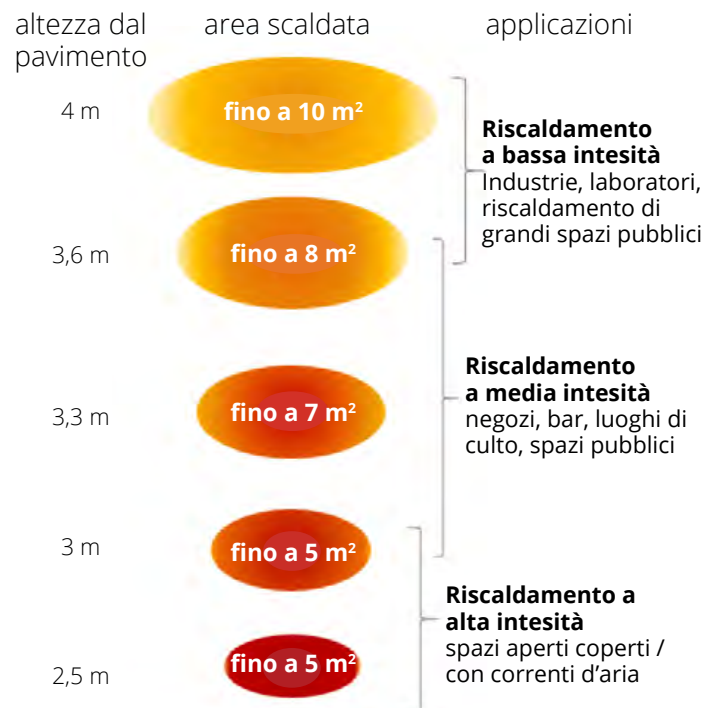 altezza dal
pavimento
area scaldata
applicazioni
4 m
fino a 10 m²
Riscaldamento
a bassa intesità
Industrie, laboratori,
riscaldamento di
grandi spazi pubblici
3,6 m
fino a 8 m²
3,3 m
fino a 7 m²
Riscaldamento
a media intesità
negozi, bar, luoghi di
culto, spazi pubblici
3 m
fino a 5 m²
Riscaldamento a
alta intesità
spazi aperti coperti /
con correnti d'aria
2,5 m
fino a 5 m²